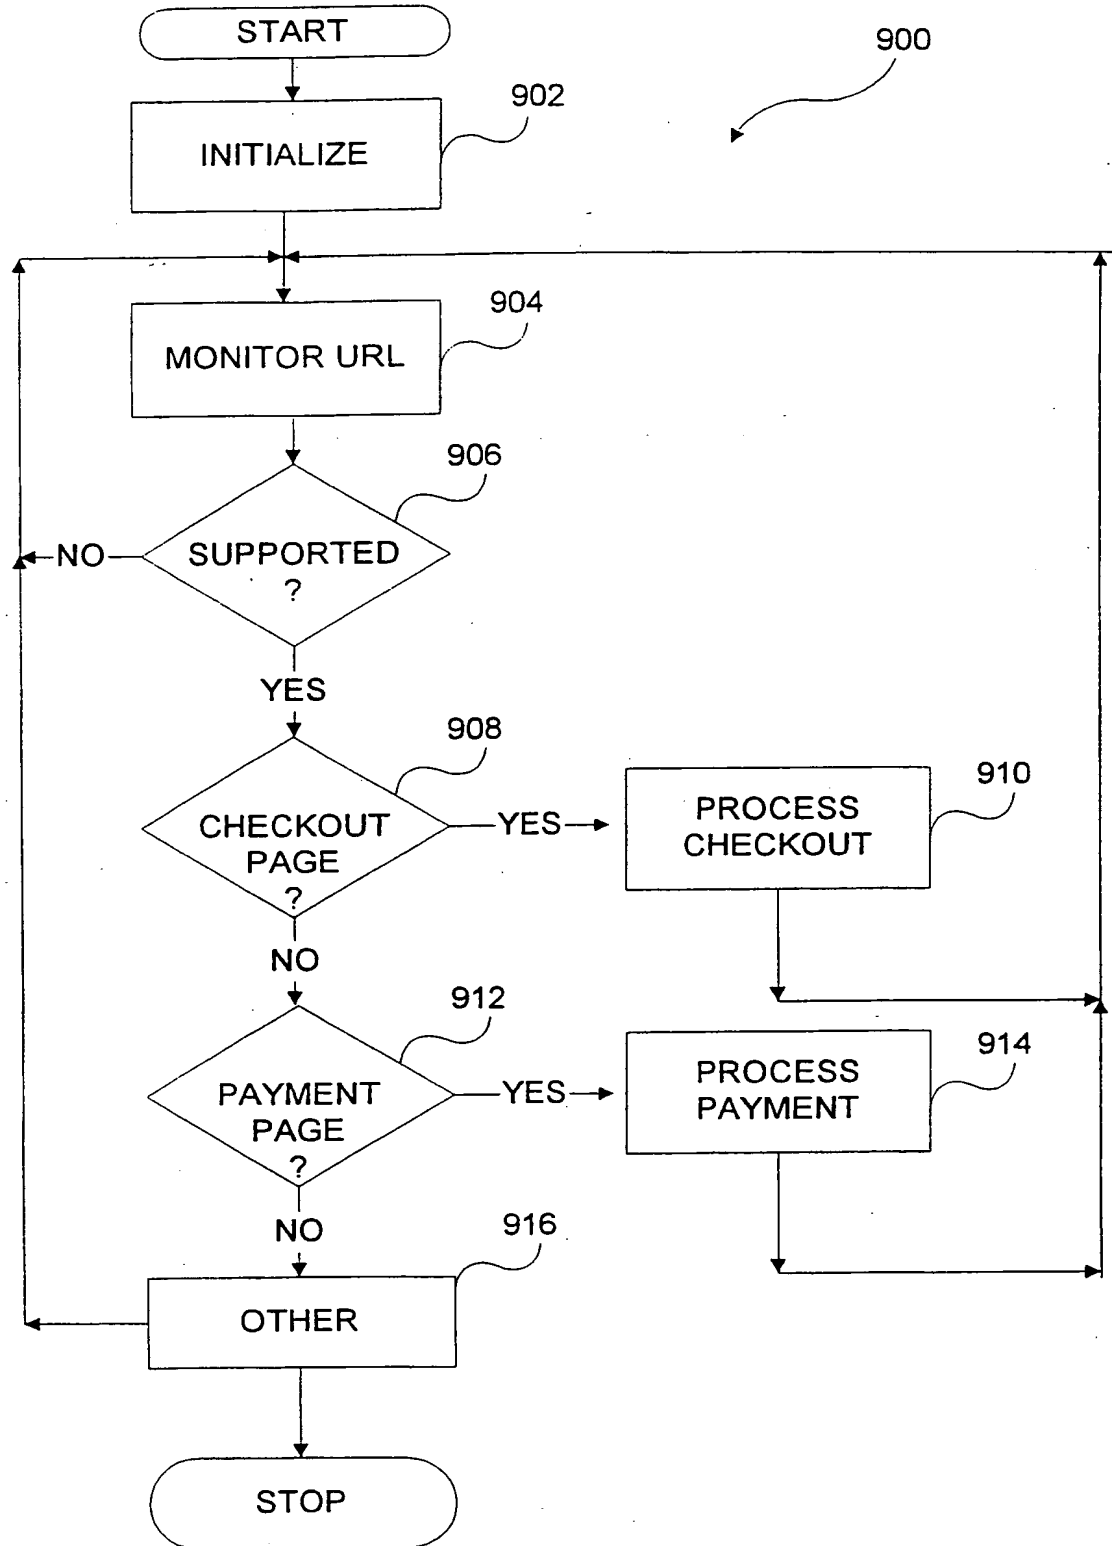 START
900
902
INITIALIZE
904
MONITOR URL
906
NO
SUPPORTED
?
YES
908
CHECKOUT
PAGE
?
YES
PROCESS
CHECKOUT
910
NO
912
PAYMENT
PAGE
?
YES
PROCESS
PAYMENT
914
NO
916
OTHER
STOP